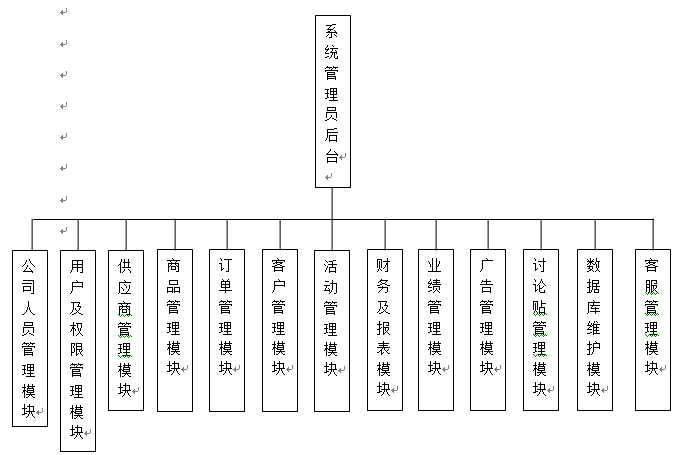 系统管理员后台
公司人员管理模块
用户及权限管理模块
供应商管理模块
商品管理模块
订单管理模块
客户管理模块
活动管理模块
财务及报表模块
业绩管理模块
广告管理模块
讨论贴管理模块
数据库维护模块
客服管理模块